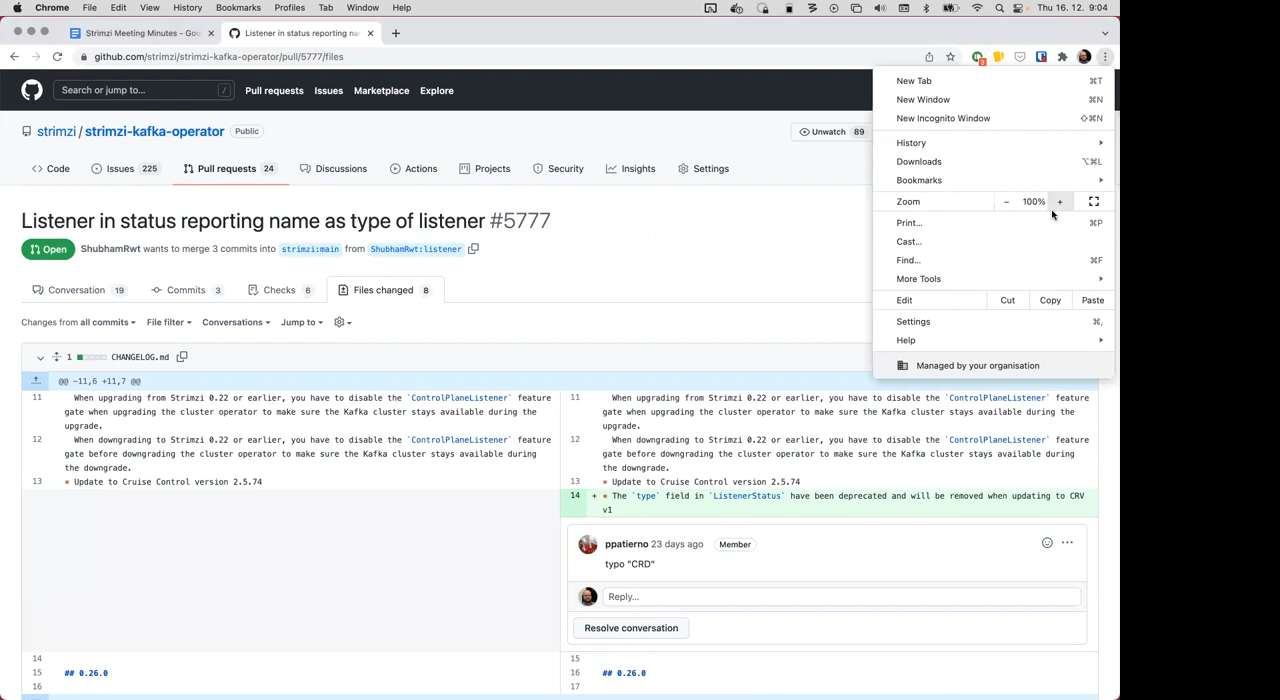 Chrome File Edit View History Bookmarks Profiles Tab Window Help Thu 16. 12. 9:04
Strimzi Meeting Minutes - Goo Listener in status reporting na
github.com/strimzi/strimzi-kafka-operator/pull/5777/files
Search or jump to... / Pull requests Issues Marketplace Explore
strimzi / strimzi-kafka-operator Public Unwatch 89
Code Issues 225 Pull requests 24 Discussions Actions Projects Security Insights Settings
Listener in status reporting name as type of listener #5777
Open ShubhamRwt wants to merge 3 commits into strimzi:main from ShubhamRwt:listener
Conversation 19 Commits 3 Checks 6 Files changed 8
Changes from all commits File filter Conversations Jump to
New Tab ⌘T
New Window ⌘N
New Incognito Window ⇧⌘N
History
Downloads ⌥⌘L
Bookmarks
Zoom - 100% +
Print... ⌘P
Cast...
Find... ⌘F
More Tools
Edit Cut Copy Paste
Settings ⌘,
Help
Managed by your organisation
1 CHANGELOG.md
@@ -11,6 +11,7 @@
11 When upgrading from Strimzi 0.22 or earlier, you have to disable the `ControlPlaneListener` feature
gate when upgrading the cluster operator to make sure the Kafka cluster stays available during the
upgrade.
12 When downgrading to Strimzi 0.22 or earlier, you have to disable the `ControlPlaneListener` feature
gate before downgrading the cluster operator to make sure the Kafka cluster stays available during
the downgrade.
13 * Update to Cruise Control version 2.5.74
14
15 ## 0.26.0
16
11 When upgrading from Strimzi 0.22 or earlier, you have to disable the `ControlPlaneListener` feature
gate when upgrading the cluster operator to make sure the Kafka cluster stays available during the
upgrade.
12 When downgrading to Strimzi 0.22 or earlier, you have to disable the `ControlPlaneListener` feature
gate before downgrading the cluster operator to make sure the Kafka cluster stays available during
the downgrade.
13 * Update to Cruise Control version 2.5.74
14 + * The `type` field in `ListenerStatus` have been deprecated and will be removed when updating to CRV
v1
ppatierno 23 days ago Member
typo "CRD"
Reply...
Resolve conversation
15
16 ## 0.26.0
17